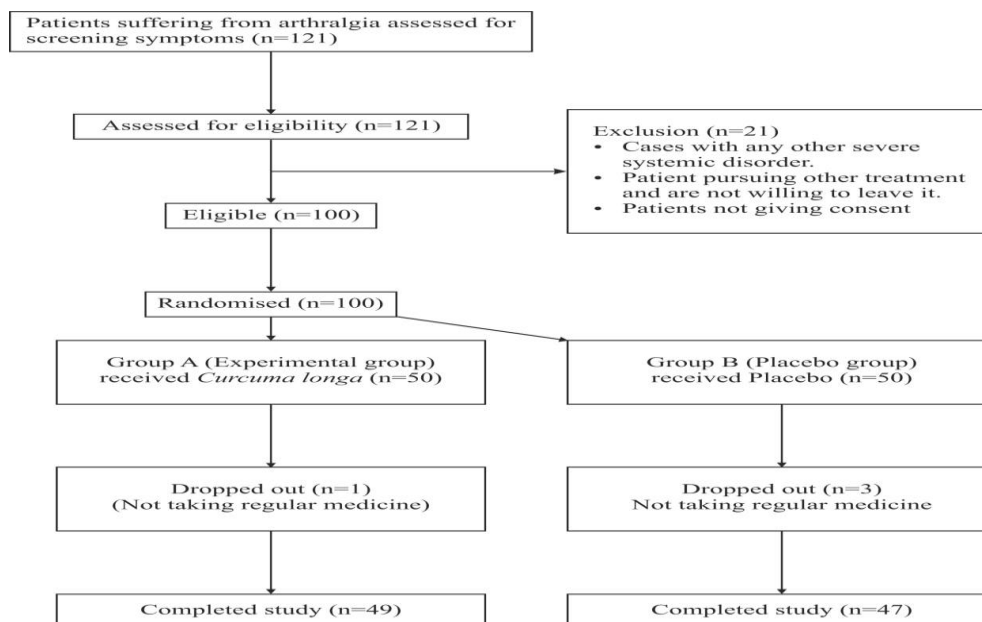 Patients suffering from arthralgia assessed for
screening symptoms (n=121)
Assessed for eligibility (n=121)
Exclusion (n=21)
• Cases with any other severe
systemic disorder.
• Patient pursuing other treatment
and are not willing to leave it.
• Patients not giving consent
Eligible (n=100)
Randomised (n=100)
Group A (Experimental group)
received Curcuma longa (n=50)
Group B (Placebo group)
received Placebo (n=50)
Dropped out (n=1)
(Not taking regular medicine)
Dropped out (n=3)
Not taking regular medicine
Completed study (n=49)
Completed study (n=47)